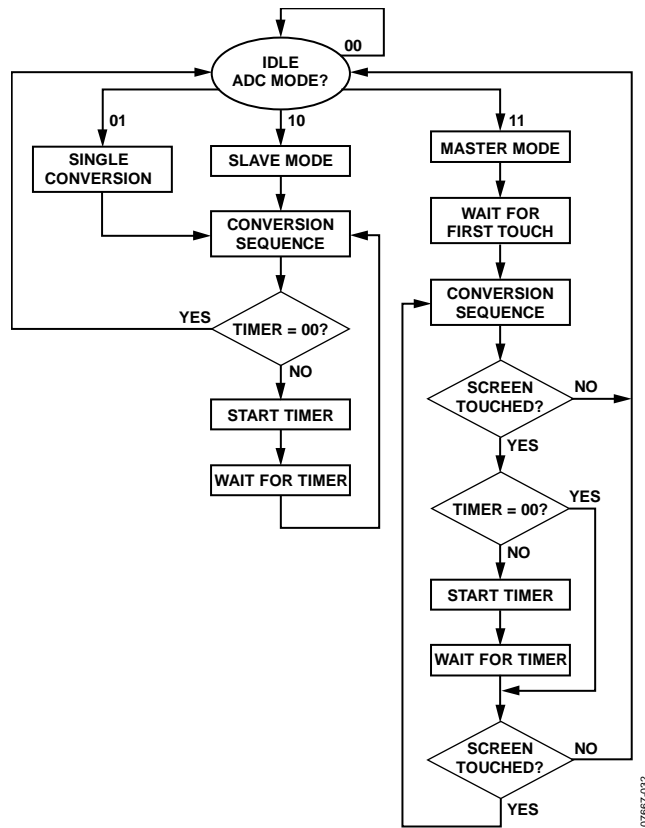 00
IDLE
ADC MODE?
01
10
11
SINGLE
CONVERSION
SLAVE MODE
MASTER MODE
CONVERSION
SEQUENCE
WAIT FOR
FIRST TOUCH
CONVERSION
SEQUENCE
YES
TIMER = 00?
NO
START TIMER
WAIT FOR TIMER
SCREEN
TOUCHED?
NO
YES
TIMER = 00?
YES
NO
START TIMER
WAIT FOR TIMER
SCREEN
TOUCHED?
NO
YES
07667-032